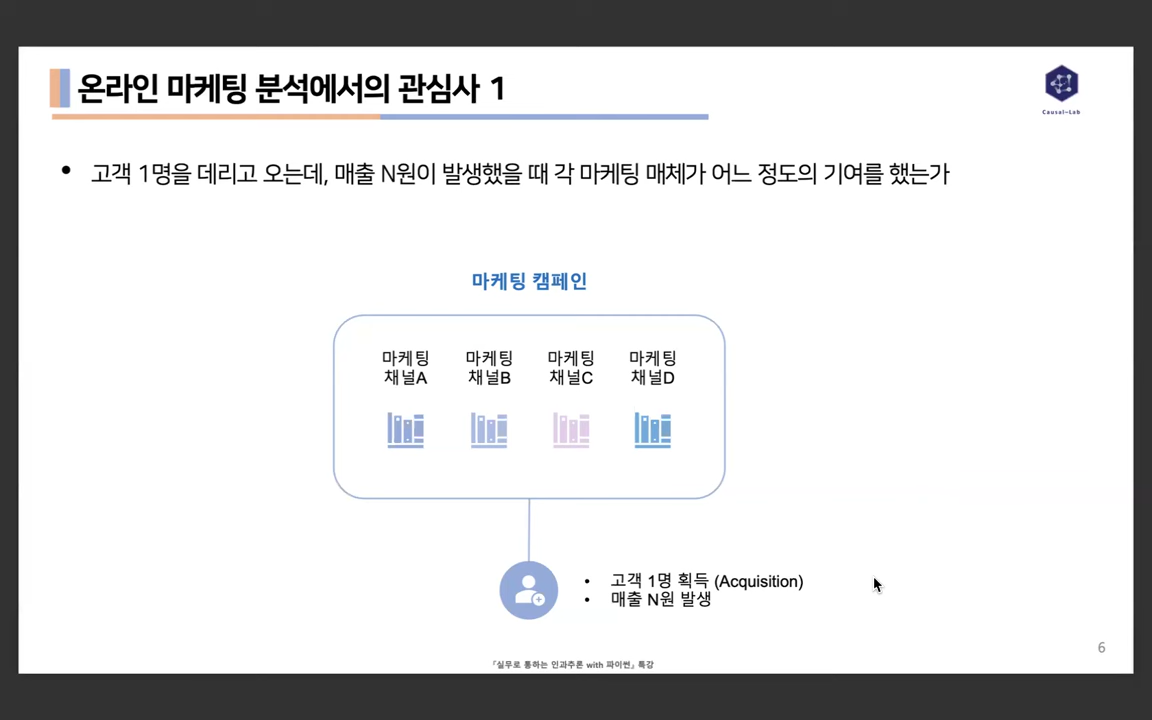 온라인 마케팅 분석에서의 관심사 1
Causal-Lab
• 고객 1명을 데리고 오는데, 매출 N원이 발생했을 때 각 마케팅 매체가 어느 정도의 기여를 했는가
마케팅 캠페인
마케팅 마케팅 마케팅 마케팅
채널A 채널B 채널C 채널D
• 고객 1명 획득 (Acquisition)
• 매출 N원 발생
6
『실무로 통하는 인과추론 with 파이썬』 특강